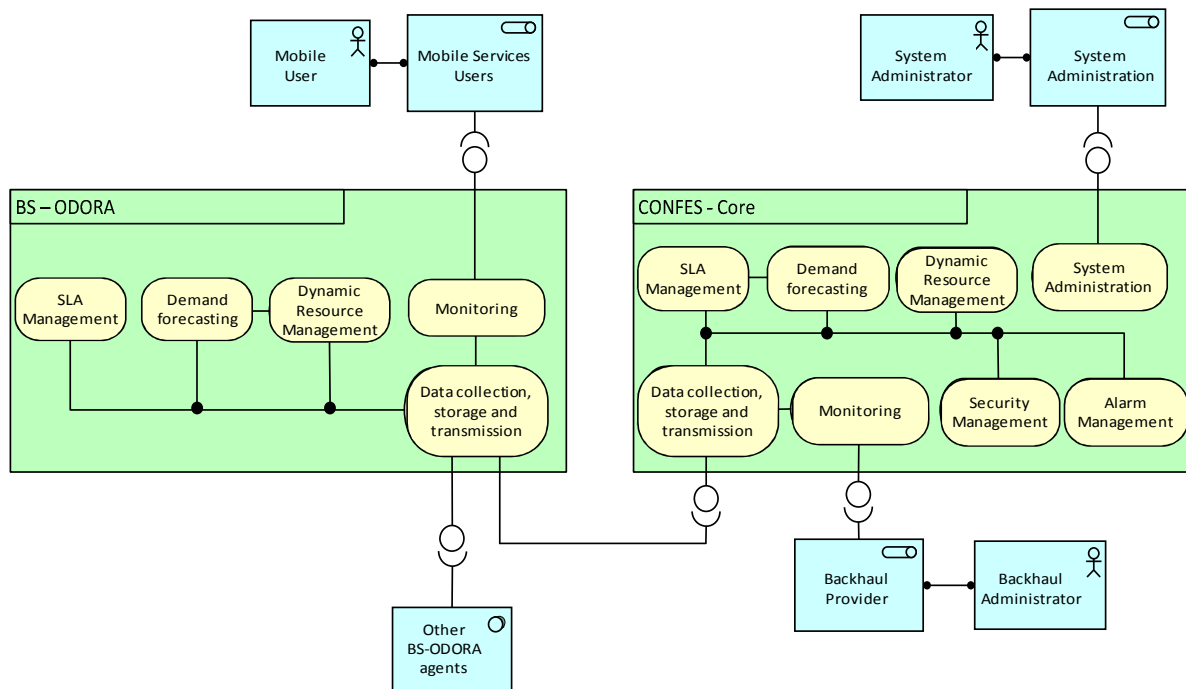 Mobile
User
Mobile Services
Users
System
Administrator
System
Administration
BS – ODORA
SLA
Management
Demand
forecasting
Dynamic
Resource
Management
Monitoring
Data collection,
storage and
transmission
CONFES - Core
SLA
Management
Demand
forecasting
Dynamic
Resource
Management
System
Administration
Data collection,
storage and
transmission
Monitoring
Security
Management
Alarm
Management
Other
BS-ODORA
agents
Backhaul
Provider
Backhaul
Administrator